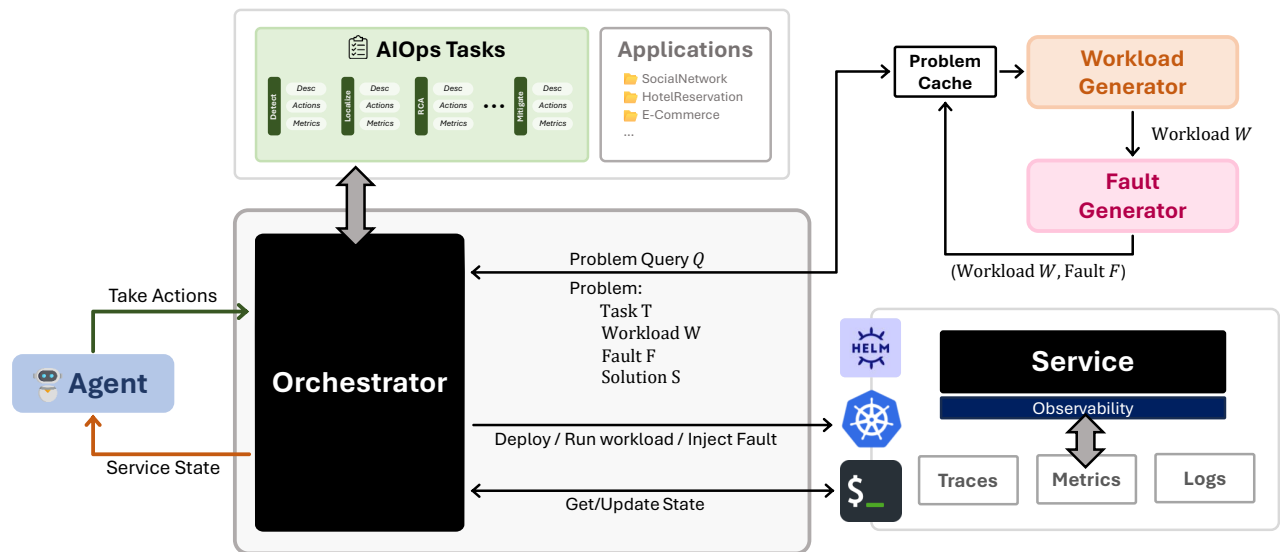 AIOps Tasks
Detect
Desc
Actions
Metrics
Localize
Desc
Actions
Metrics
RCA
Desc
Actions
Metrics
•••
Mitigate
Desc
Actions
Metrics
Applications
SocialNetwork
HotelReservation
E-Commerce
...
Problem
Cache
Workload
Generator
Workload W
Fault
Generator
(Workload W, Fault F)
Take Actions
Agent
Service State
Orchestrator
Problem Query Q
Problem:
Task T
Workload W
Fault F
Solution S
Deploy / Run workload / Inject Fault
Get/Update State
HELM
$_
Service
Observability
Traces
Metrics
Logs